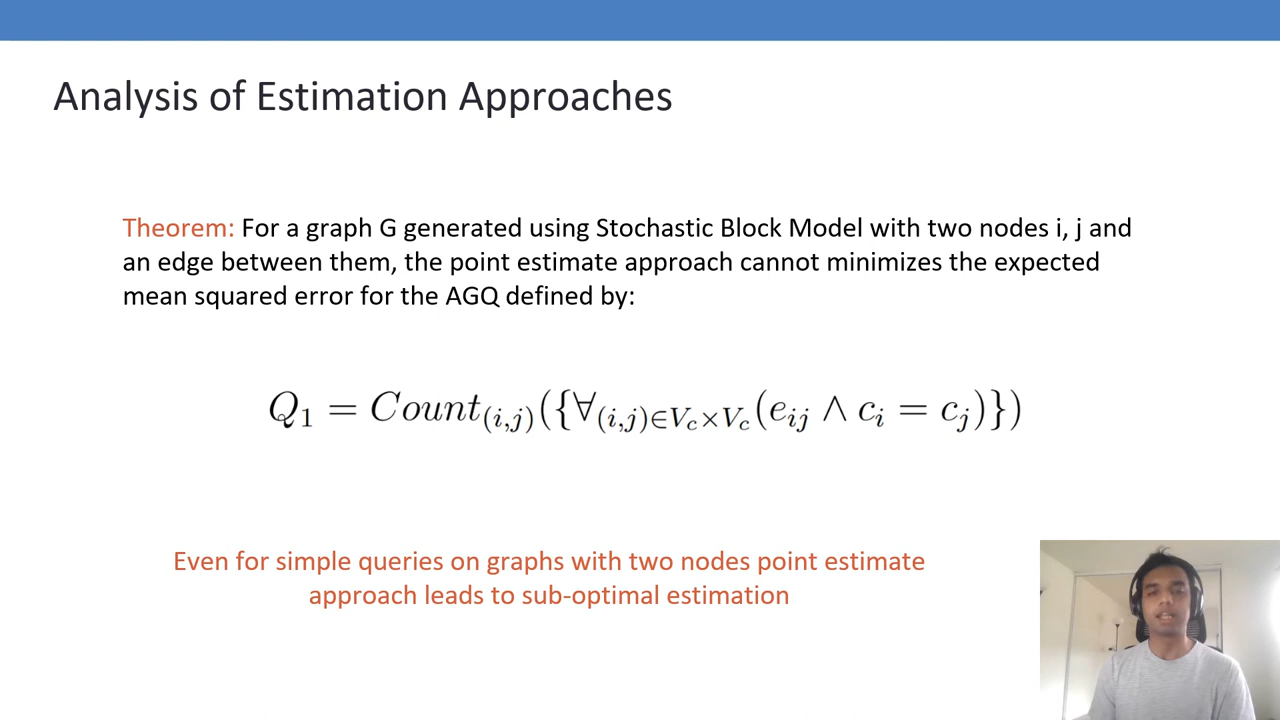 Analysis of Estimation Approaches
Theorem: For a graph G generated using Stochastic Block Model with two nodes i, j and
an edge between them, the point estimate approach cannot minimizes the expected
mean squared error for the AGQ defined by:
Q₁ = Count₍ᵢ,ⱼ₎({∀₍ᵢ,ⱼ₎∈V_c×V_c(eᵢⱼ ∧ cᵢ = cⱼ)})
Even for simple queries on graphs with two nodes point estimate
approach leads to sub-optimal estimation